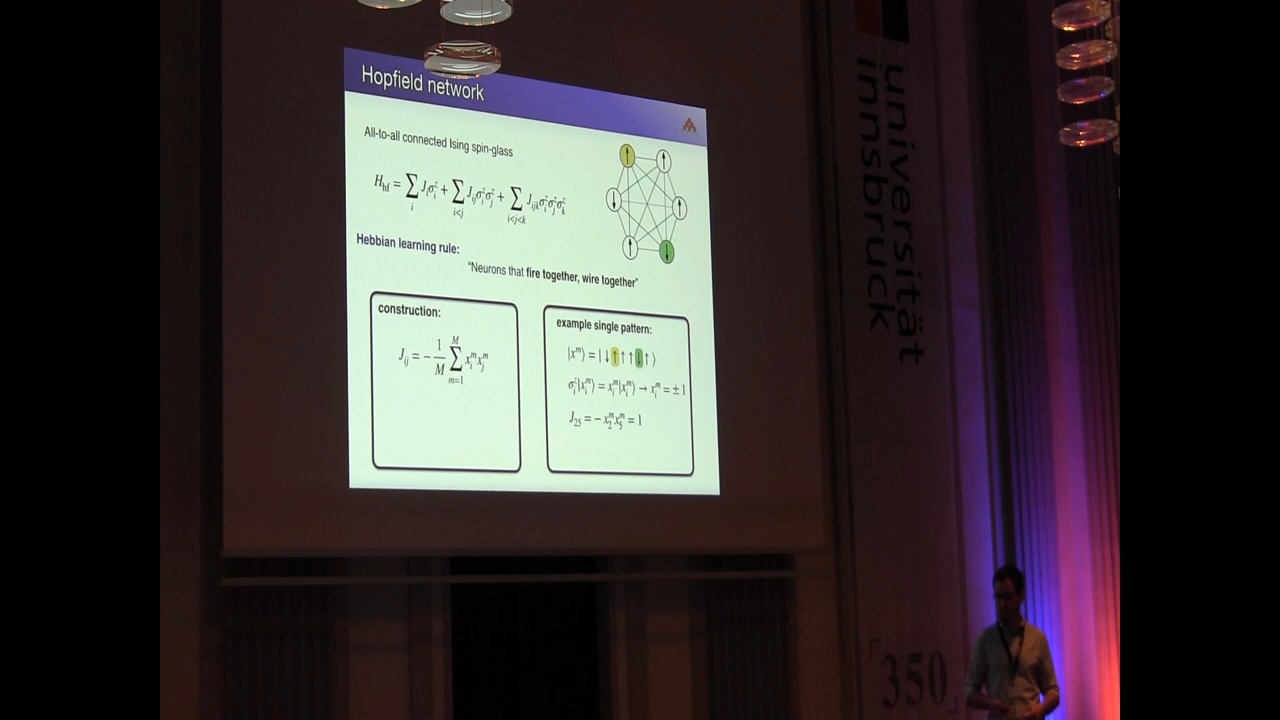 Hopfield network
All-to-all connected Ising spin-glass
H_hf = ∑_i J_i σ_i^z + ∑_{i<j} J_ij σ_i^z σ_j^z + ∑_{i<j<k} J_ijk σ_i^z σ_j^z σ_k^z
Hebbian learning rule:
"Neurons that fire together, wire together"
construction:
J_ij = − 1/M ∑_{m=1}^M x_i^m x_j^m
example single pattern:
|x^m⟩ = |↓↑↑↑↓↑⟩
σ_i^z|x_i^m⟩ = x_i^m|x_i^m⟩ → x_i^m = ±1
J_25 = − x_2^m x_5^m = 1
universität
innsbruck
350